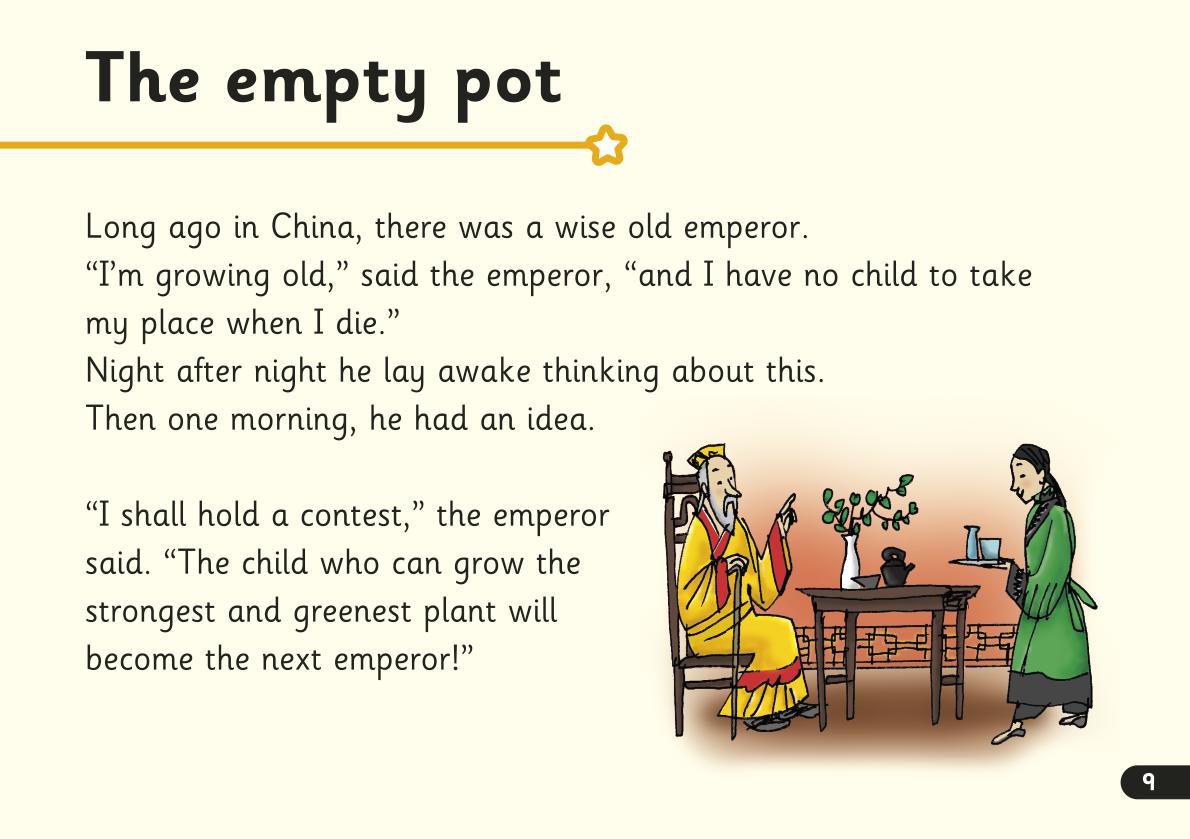 The empty pot
Long ago in China, there was a wise old emperor.
“I’m growing old,” said the emperor, “and I have no child to take
my place when I die.”
Night after night he lay awake thinking about this.
Then one morning, he had an idea.
“I shall hold a contest,” the emperor
said. “The child who can grow the
strongest and greenest plant will
become the next emperor!”
9